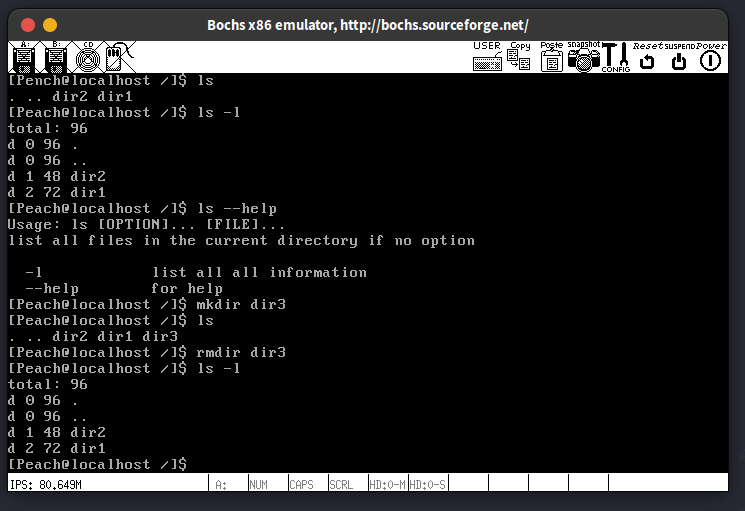 Bochs x86 emulator, http://bochs.sourceforge.net/
A: B: CD USER Copy Paste snapshot CONFIG Reset SUSPEND Power
[Peach@localhost /]$ ls
. .. dir2 dir1
[Peach@localhost /]$ ls -l
total: 96
d 0 96 .
d 0 96 ..
d 1 48 dir2
d 2 72 dir1
[Peach@localhost /]$ ls --help
Usage: ls [OPTION]... [FILE]...
list all files in the current directory if no option
-l list all all information
--help for help
[Peach@localhost /]$ mkdir dir3
[Peach@localhost /]$ ls
. .. dir2 dir1 dir3
[Peach@localhost /]$ rmdir dir3
[Peach@localhost /]$ ls -l
total: 96
d 0 96 .
d 0 96 ..
d 1 48 dir2
d 2 72 dir1
[Peach@localhost /]$
IPS: 80.649M A: NUM CAPS SCRL HD:0-M HD:0-S